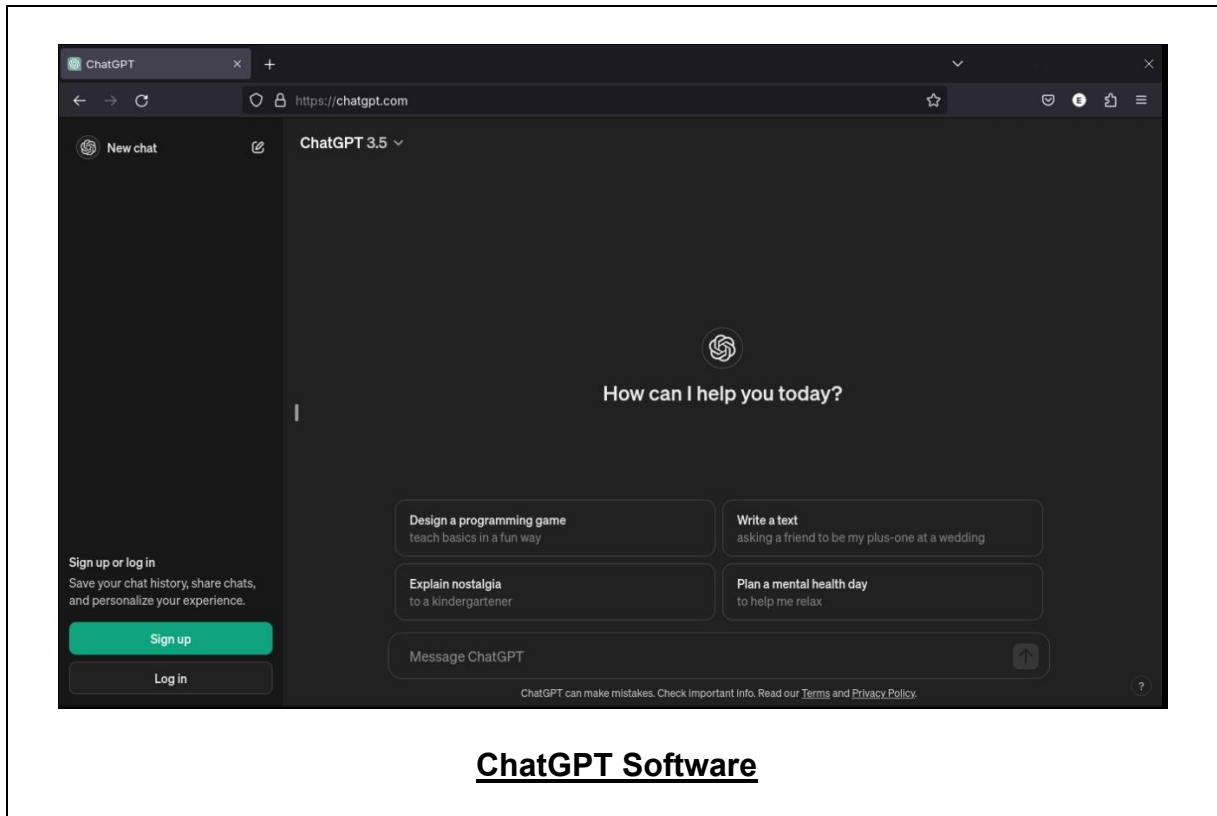 ChatGPT
https://chatgpt.com
E
New chat
ChatGPT 3.5
How can I help you today?
Design a programming game
teach basics in a fun way
Write a text
asking a friend to be my plus-one at a wedding
Explain nostalgia
to a kindergartener
Plan a mental health day
to help me relax
Sign up or log in
Save your chat history, share chats,
and personalize your experience.
Sign up
Log in
Message ChatGPT
ChatGPT can make mistakes. Check important info. Read our Terms and Privacy Policy.
?
ChatGPT Software